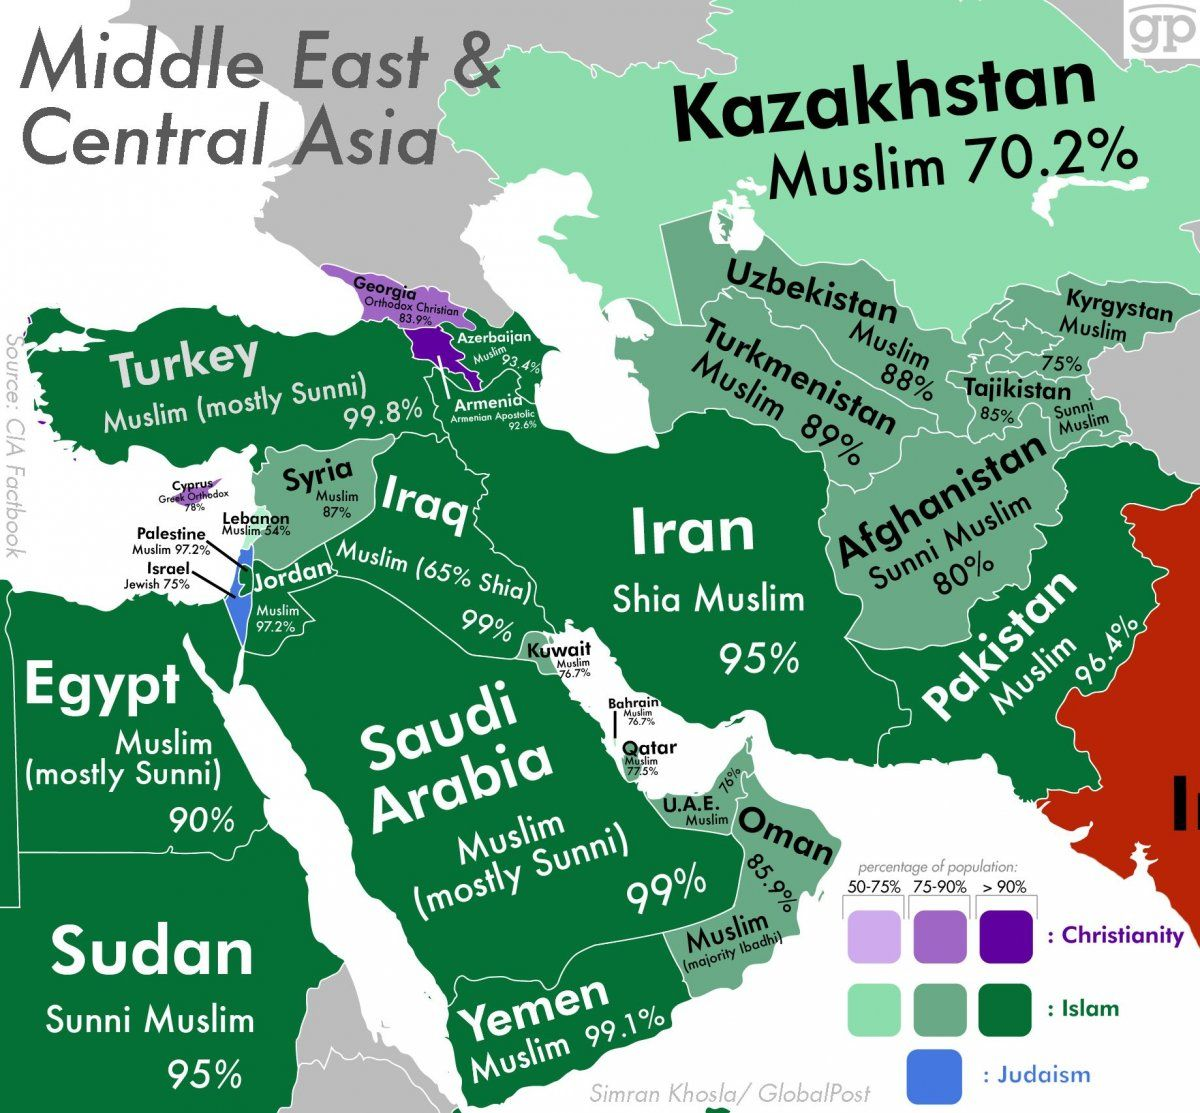 gp
Middle East &
Central Asia
Kazakhstan
Muslim 70.2%
Georgia
Orthodox Christian
83.9%
Uzbekistan
Muslim
88%
Kyrgystan
Muslim
75%
Azerbaijan
Muslim
93.4%
Turkey
Muslim (mostly Sunni)
99.8%
Armenia
Armenian Apostolic
92.6%
Turkmenistan
Muslim 89%
Tajikistan
85%
Sunni
Muslim
Source: CIA Factbook
Cyprus
Greek Orthodox
78%
Syria
Muslim
87%
Iraq
Muslim (65% Shia)
99%
Iran
Shia Muslim
95%
Afghanistan
Sunni Muslim
80%
Lebanon
Muslim 54%
Palestine
Muslim 97.2%
Israel
Jewish 75%
Jordan
Muslim
97.2%
Pakistan
Muslim
96.4%
Egypt
Muslim
(mostly Sunni)
90%
Kuwait
Muslim
76.7%
Saudi
Arabia
Muslim
(mostly Sunni)
99%
Bahrain
Muslim
76.7%
Qatar
Muslim
77.5%
U.A.E.
Muslim
76%
Oman
85.9%
Muslim
(majority Ibadhi)
Sudan
Sunni Muslim
95%
Yemen
Muslim 99.1%
percentage of population:
50-75% 75-90% > 90%
: Christianity
: Islam
: Judaism
Simran Khosla/ GlobalPost